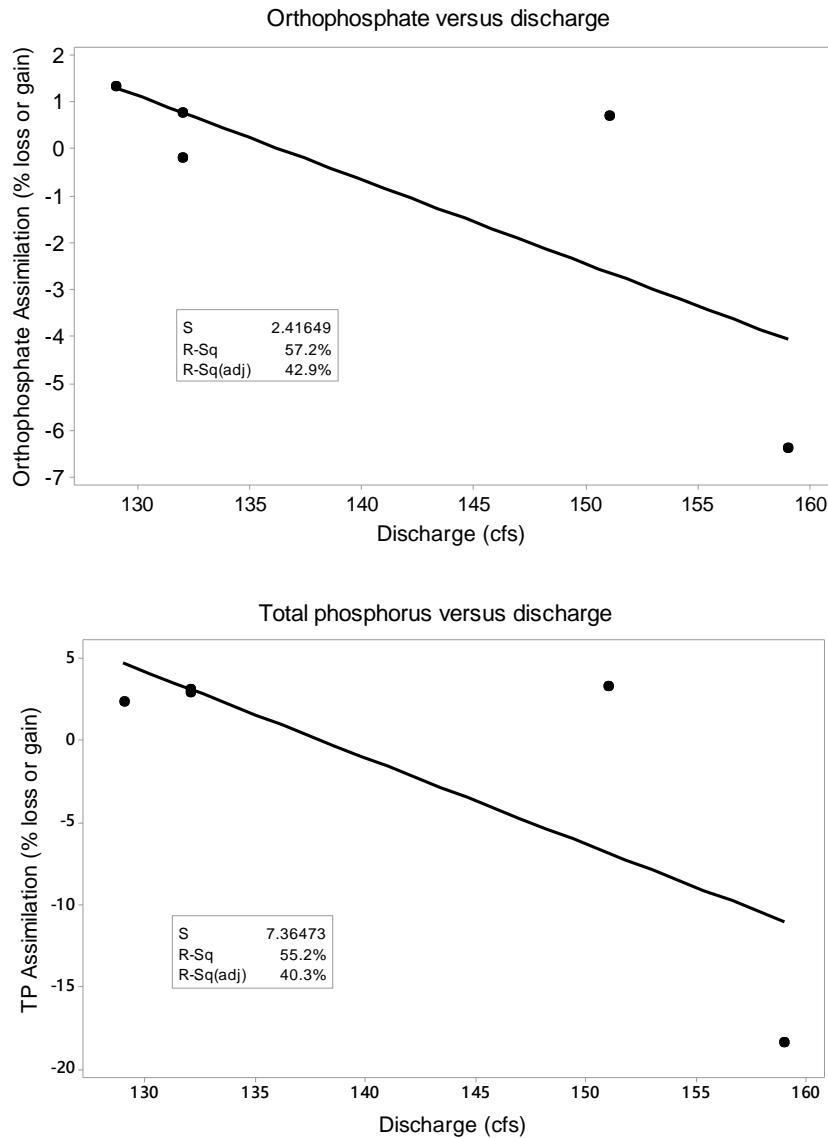 Orthophosphate versus discharge
Orthophosphate Assimilation (% loss or gain)
2
1
0
-1
-2
-3
-4
-5
-6
-7
S 2.41649
R-Sq 57.2%
R-Sq(adj) 42.9%
130 135 140 145 150 155 160
Discharge (cfs)
Total phosphorus versus discharge
TP Assimilation (% loss or gain)
5
0
-5
-10
-15
-20
S 7.36473
R-Sq 55.2%
R-Sq(adj) 40.3%
130 135 140 145 150 155 160
Discharge (cfs)